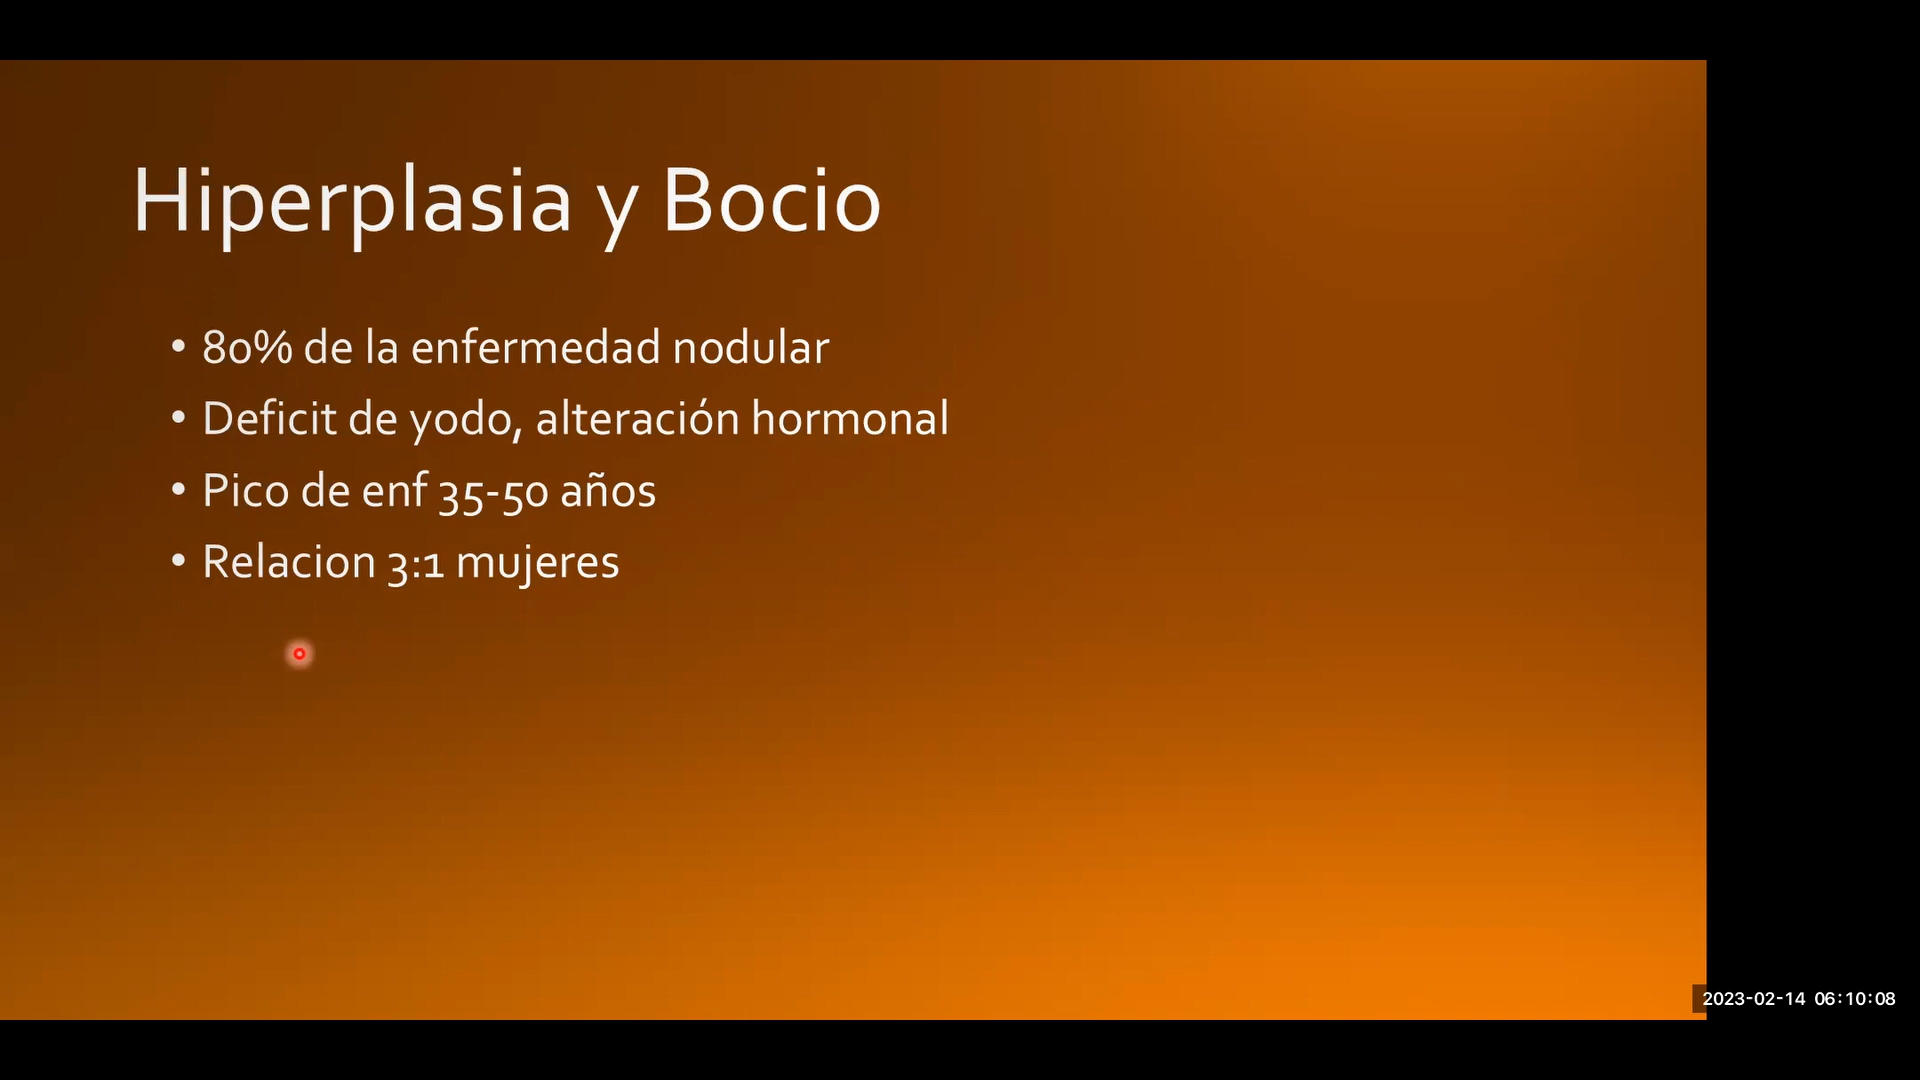 Hiperplasia y Bocio
• 80% de la enfermedad nodular
• Deficit de yodo, alteración hormonal
• Pico de enf 35-50 años
• Relacion 3:1 mujeres
2023-02-14 06:10:08